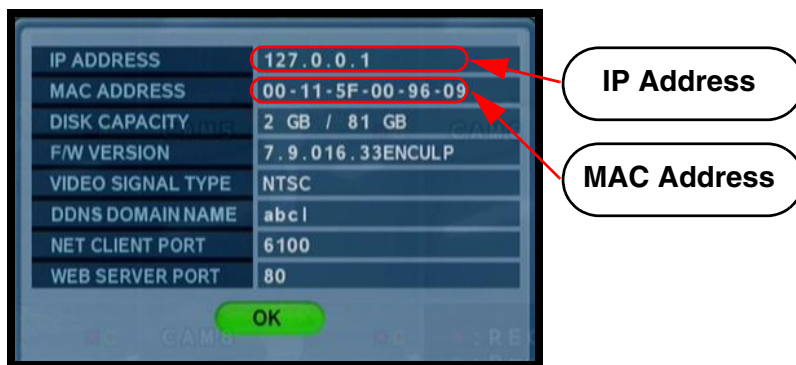 IP ADDRESS 127.0.0.1
MAC ADDRESS 00-11-5F-00-96-09
DISK CAPACITY 2 GB / 81 GB
F/W VERSION 7.9.016.33ENCULP
VIDEO SIGNAL TYPE NTSC
DDNS DOMAIN NAME abcl
NET CLIENT PORT 6100
WEB SERVER PORT 80
OK
CAM8
IP Address
MAC Address